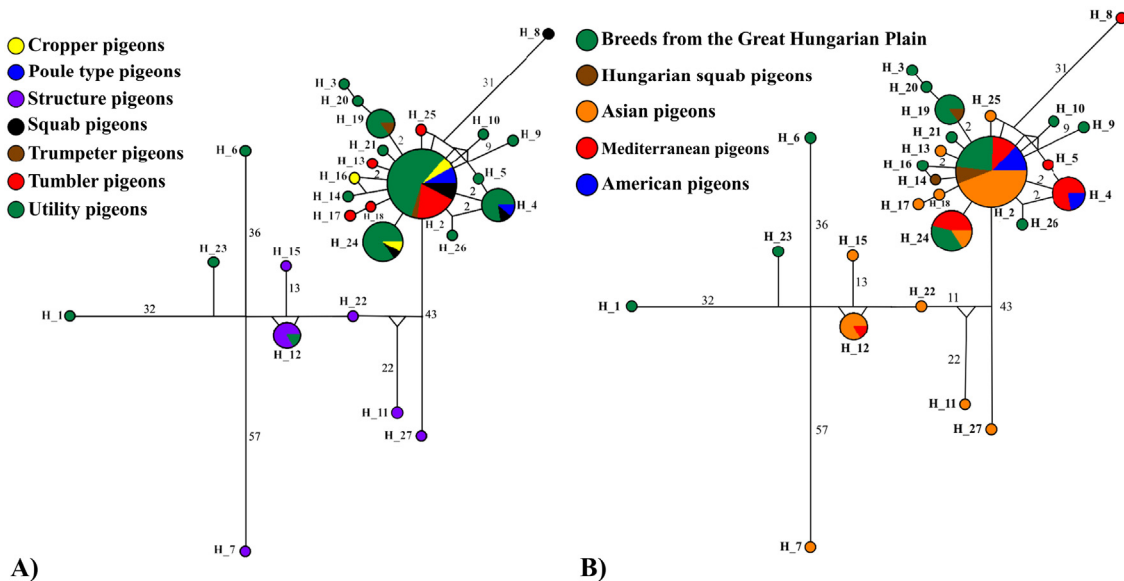 Cropper pigeons
Poule type pigeons
Structure pigeons
Squab pigeons
Trumpeter pigeons
Tumbler pigeons
Utility pigeons
H_8
31
H_3
H_20
H_25
H_19
H_10
2
9
H_9
H_21
H_6
H_13
H_16
2
H_5
H_14
2
H_4
H_18
2
H_17
H_2
H_26
H_24
36
H_23
H_15
13
H_22
H_1
32
43
H_12
22
H_11
H_27
57
H_7
A)
Breeds from the Great Hungarian Plain
Hungarian squab pigeons
Asian pigeons
Mediterranean pigeons
American pigeons
H_8
31
H_3
H_20
H_25
H_19
H_10
2
9
H_9
H_21
H_6
H_13
H_16
2
H_5
H_14
2
H_4
H_18
2
H_17
H_2
H_26
H_24
36
H_23
H_15
13
H_22
11
H_1
32
43
H_12
22
H_11
H_27
57
H_7
B)